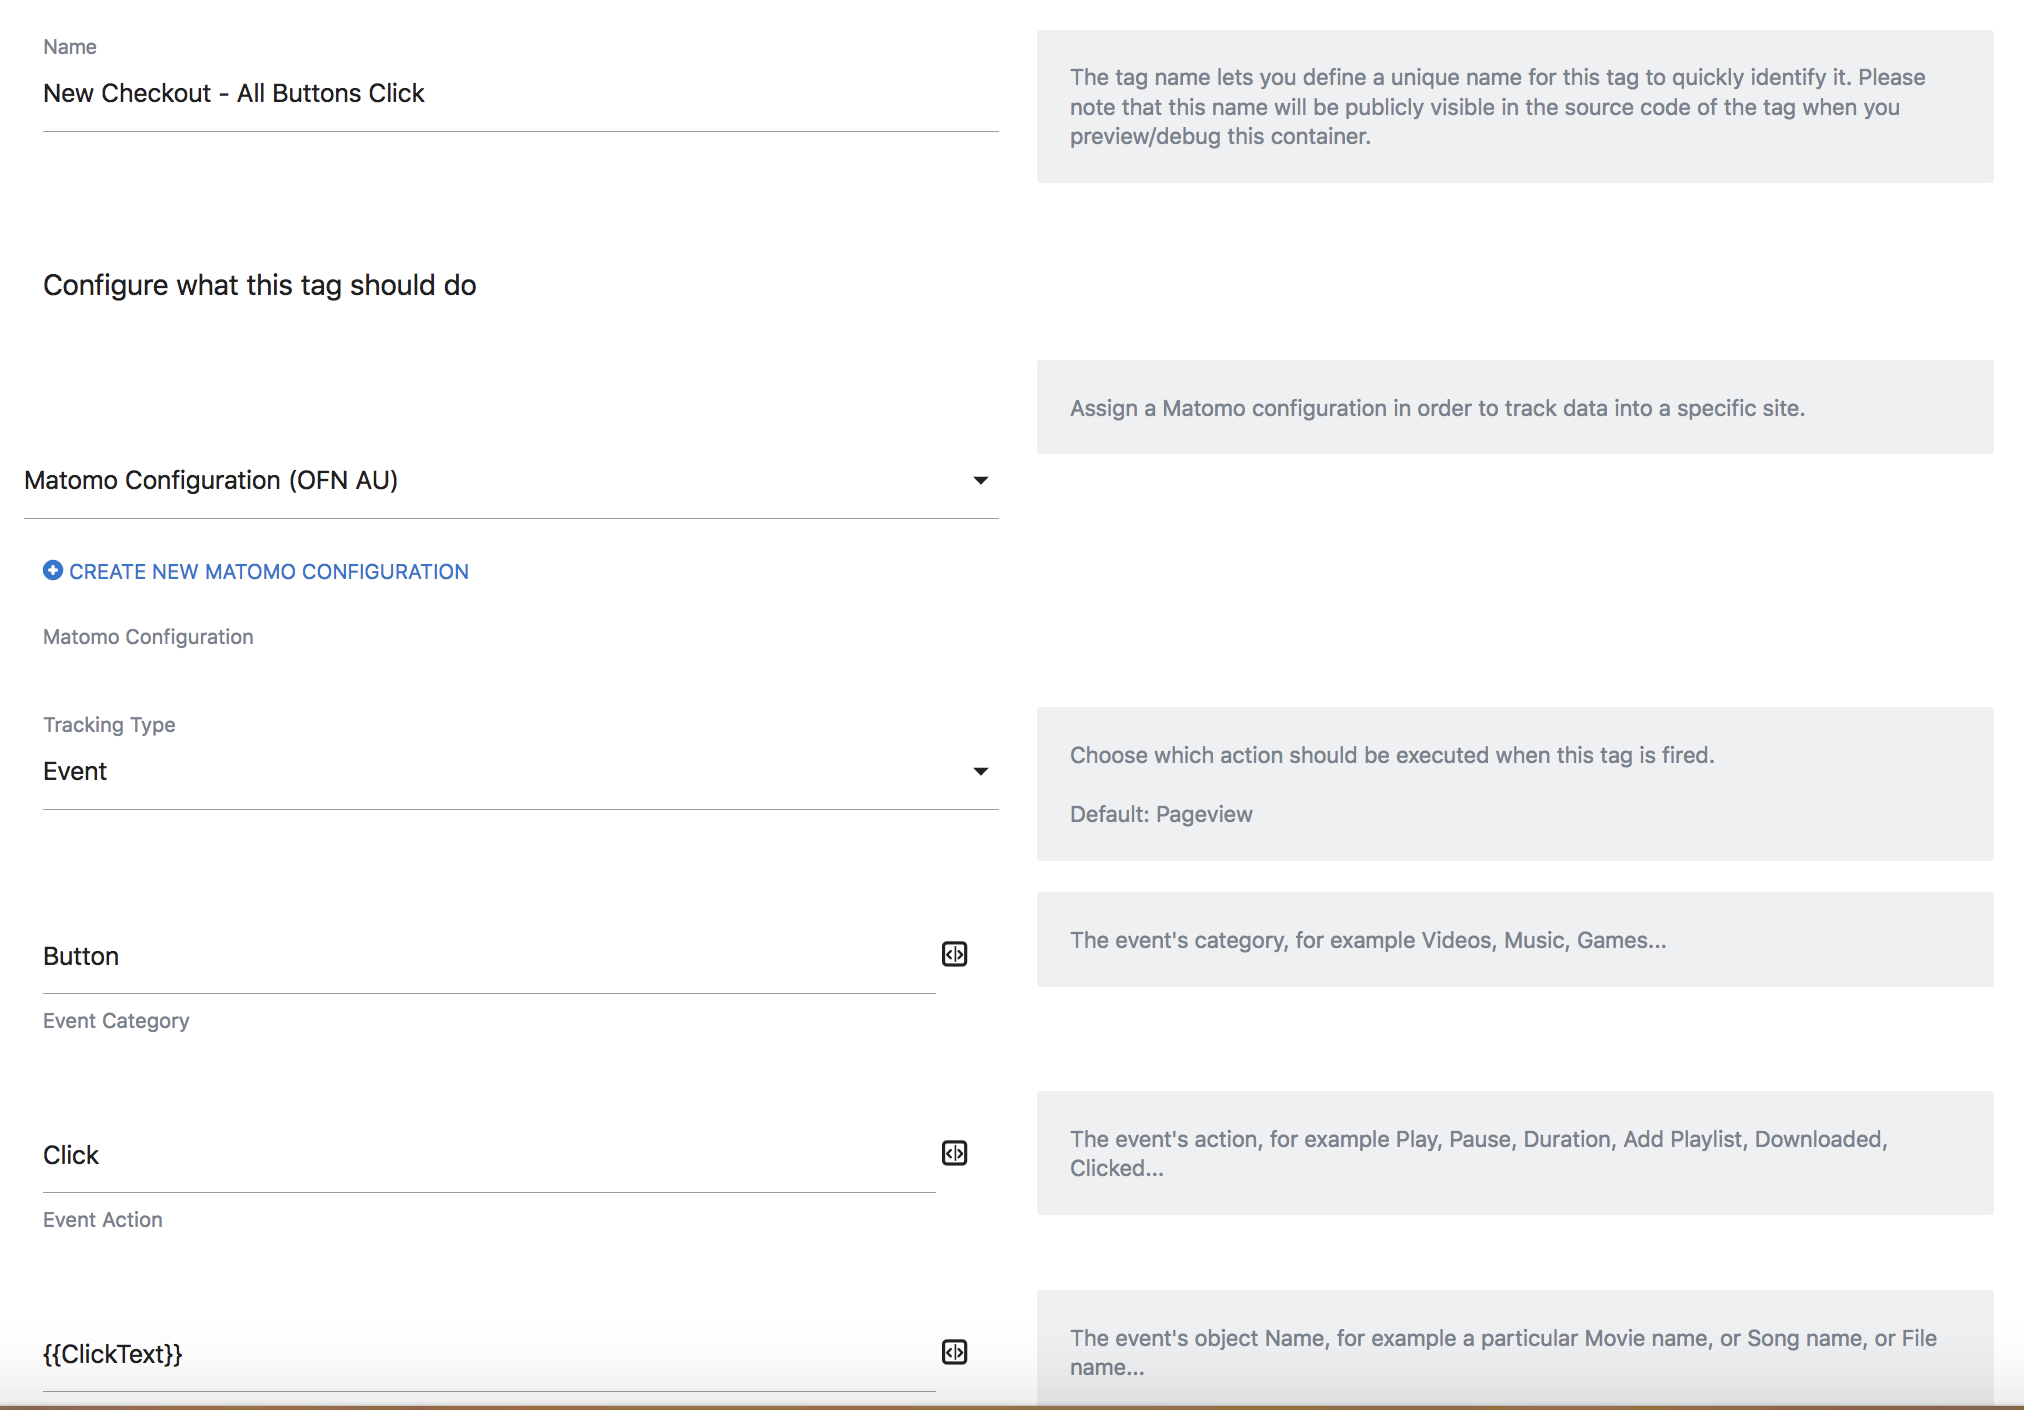 Name
New Checkout - All Buttons Click
The tag name lets you define a unique name for this tag to quickly identify it. Please
note that this name will be publicly visible in the source code of the tag when you
preview/debug this container.
Configure what this tag should do
Assign a Matomo configuration in order to track data into a specific site.
Matomo Configuration (OFN AU)
CREATE NEW MATOMO CONFIGURATION
Matomo Configuration
Tracking Type
Event
Choose which action should be executed when this tag is fired.
Default: Pageview
Button
Event Category
The event's category, for example Videos, Music, Games...
Click
Event Action
The event's action, for example Play, Pause, Duration, Add Playlist, Downloaded,
Clicked...
{{ClickText}}
The event's object Name, for example a particular Movie name, or Song name, or File
name...